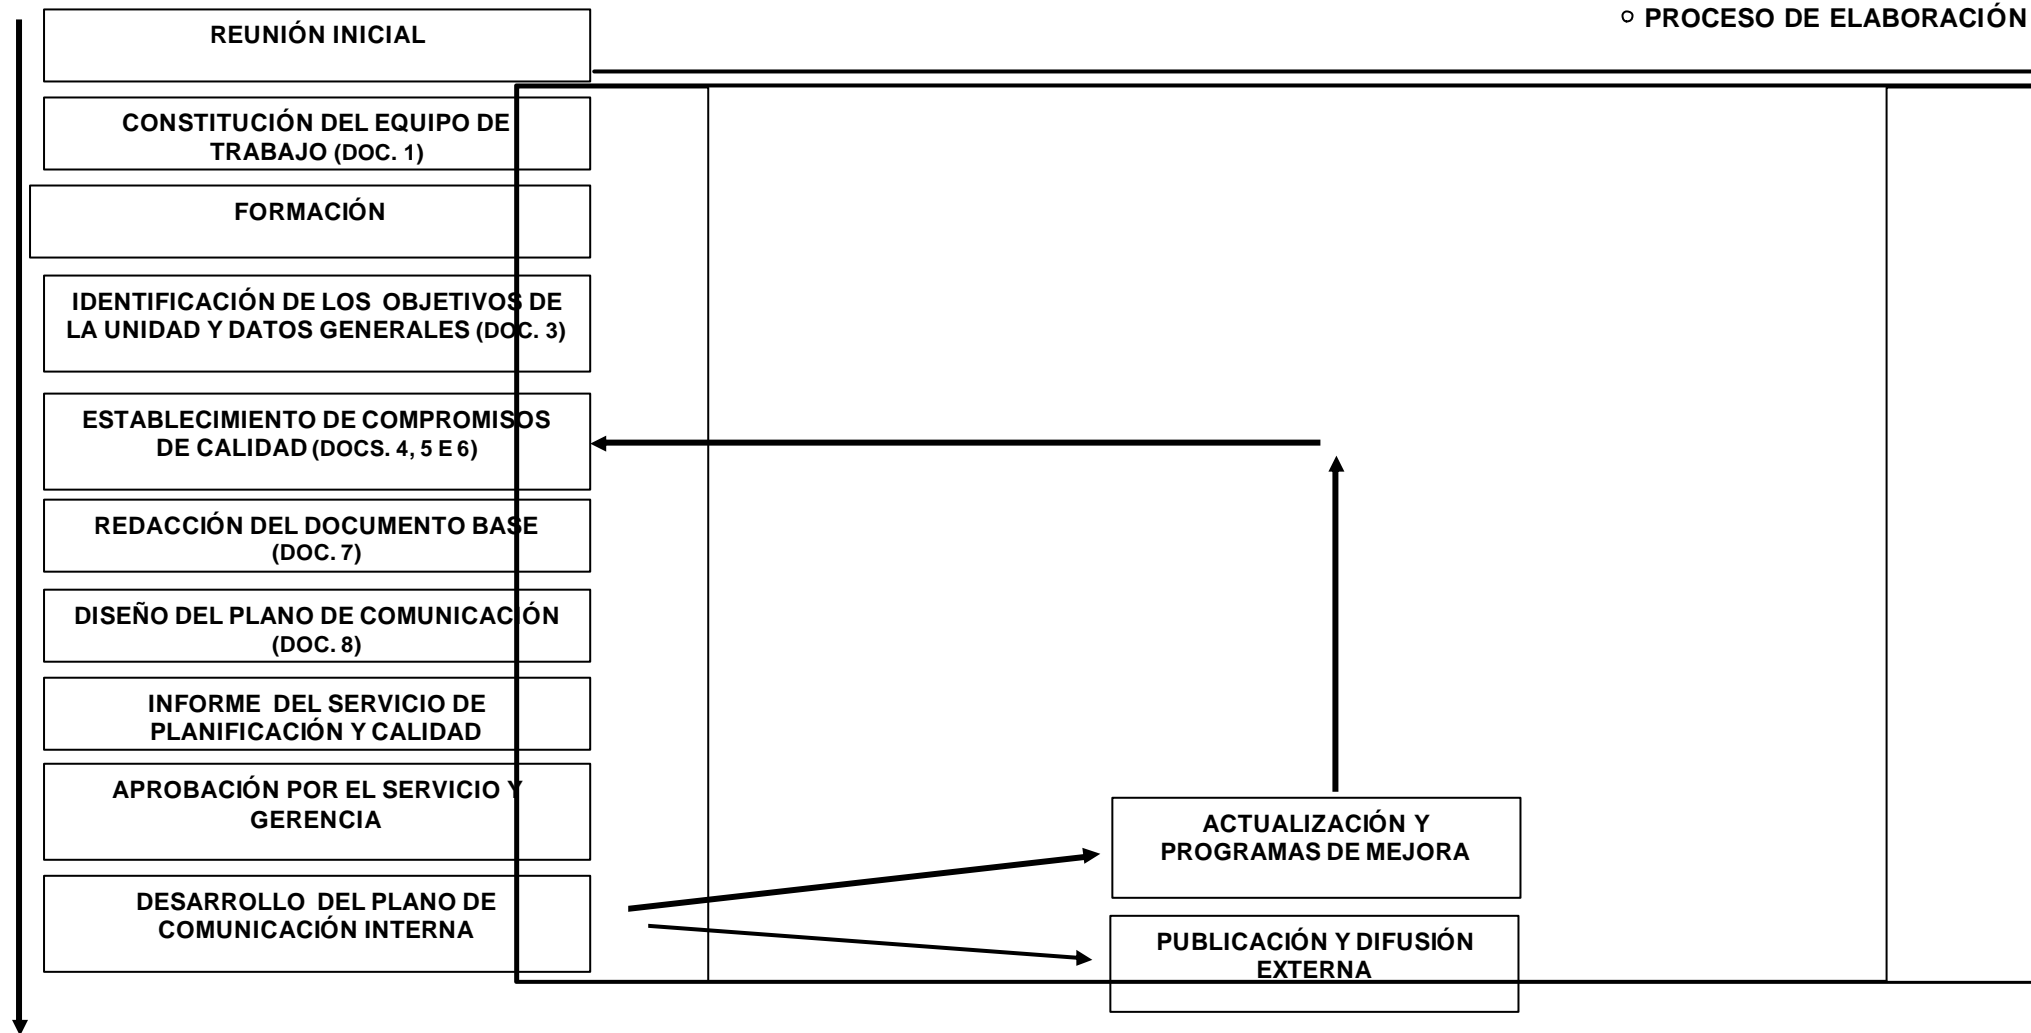 PROCESO DE ELABORACIÓN
REUNIÓN INICIAL
CONSTITUCIÓN DEL EQUIPO DE
TRABAJO (DOC. 1)
FORMACIÓN
IDENTIFICACIÓN DE LOS OBJETIVOS DE
LA UNIDAD Y DATOS GENERALES (DOC. 3)
ESTABLECIMIENTO DE COMPROMISOS
DE CALIDAD (DOCS. 4, 5 E 6)
REDACCIÓN DEL DOCUMENTO BASE
(DOC. 7)
DISEÑO DEL PLANO DE COMUNICACIÓN
(DOC. 8)
INFORME DEL SERVICIO DE
PLANIFICACIÓN Y CALIDAD
APROBACIÓN POR EL SERVICIO Y
GERENCIA
DESARROLLO DEL PLANO DE
COMUNICACIÓN INTERNA
ACTUALIZACIÓN Y
PROGRAMAS DE MEJORA
PUBLICACIÓN Y DIFUSIÓN
EXTERNA